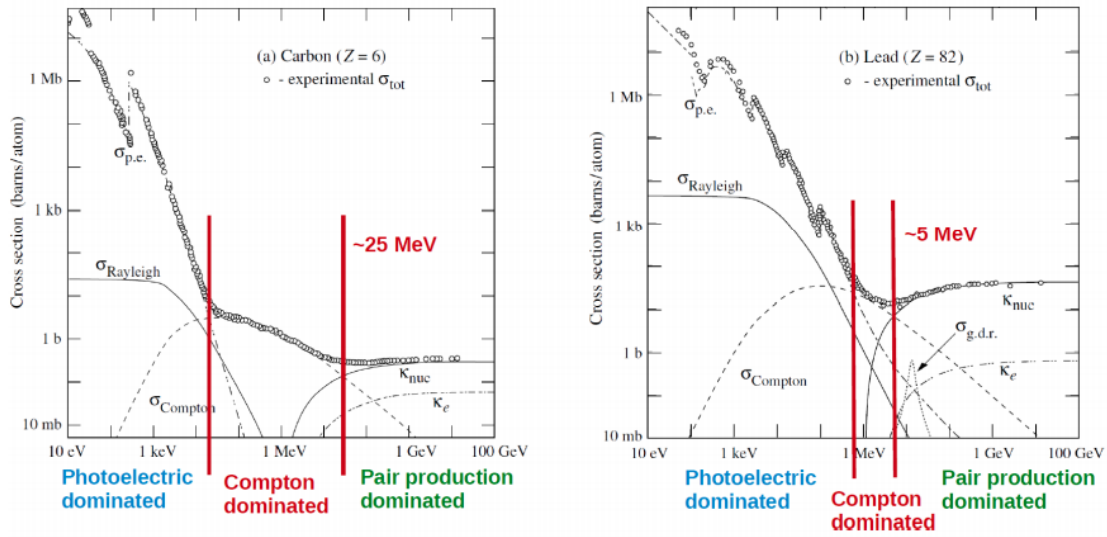 (a) Carbon (Z = 6)
○ - experimental σtot
Cross section (barns/atom)
1 Mb
1 kb
1 b
10 mb
σp.e.
σRayleigh
σCompton
κnuc
κe
~25 MeV
10 eV 1 keV 1 MeV 1 GeV 100 GeV
Photoelectric
dominated
Compton
dominated
Pair production
dominated
(b) Lead (Z = 82)
○ - experimental σtot
Cross section (barns/atom)
1 Mb
1 kb
1 b
10 mb
σp.e.
σRayleigh
σCompton
κnuc
σg.d.r.
κe
~5 MeV
10 eV 1 keV 1 MeV 1 GeV 100 GeV
Photoelectric
dominated
Compton
dominated
Pair production
dominated